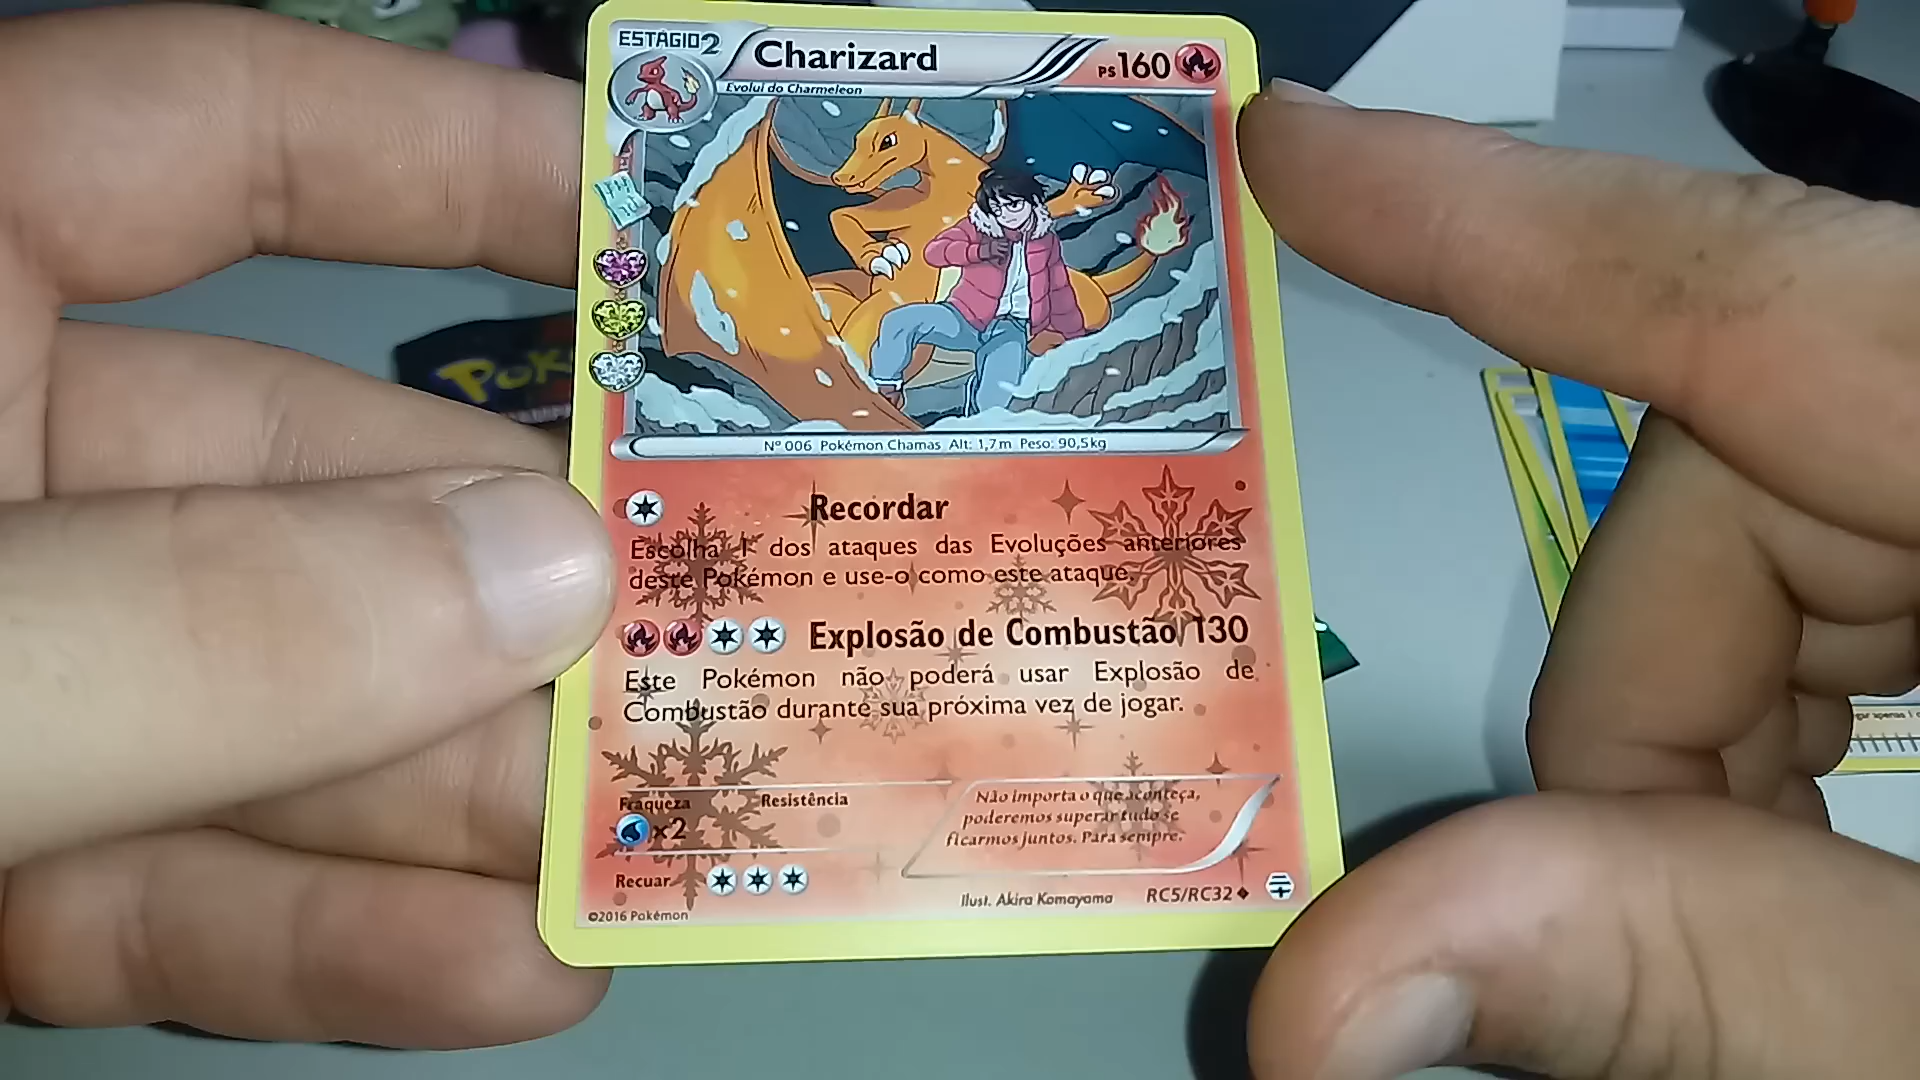 ESTÁGIO2
Charizard
PS160
Evolui do Charmeleon
Nº 006 Pokémon Chamas Alt: 1,7m Peso: 90,5kg
Recordar
Escolha 1 dos ataques das Evoluções anteriores
deste Pokémon e use-o como este ataque.
Explosão de Combustão 130
Este Pokémon não poderá usar Explosão de
Combustão durante sua próxima vez de jogar.
Fraqueza
Resistência
x2
Não importa o que aconteça,
poderemos superar tudo se
ficarmos juntos. Para sempre.
Recuar
Ilust. Akira Komayama
RC5/RC32
©2016 Pokémon